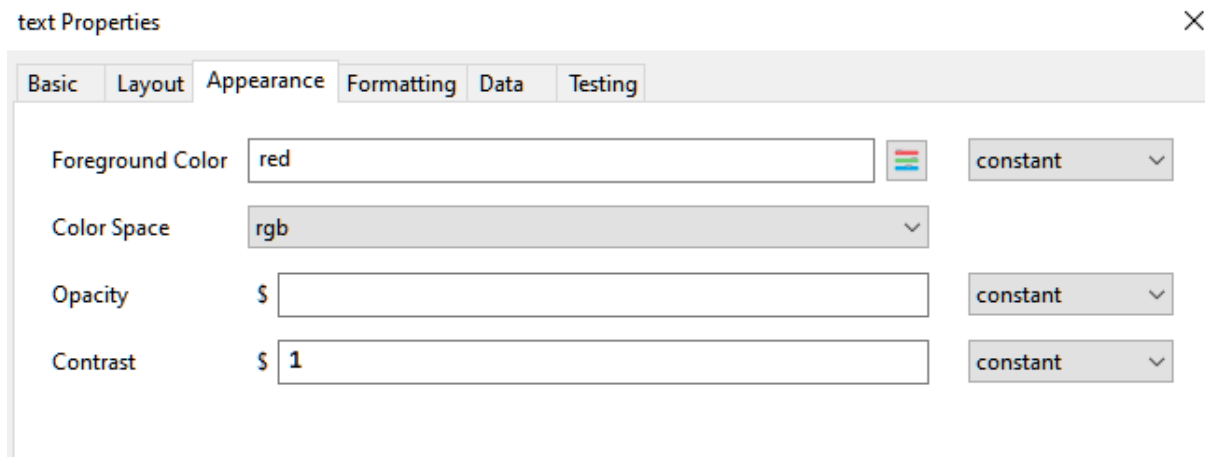 text Properties
Basic Layout Appearance Formatting Data Testing
Foreground Color red constant
Color Space rgb
Opacity $ constant
Contrast $ 1 constant